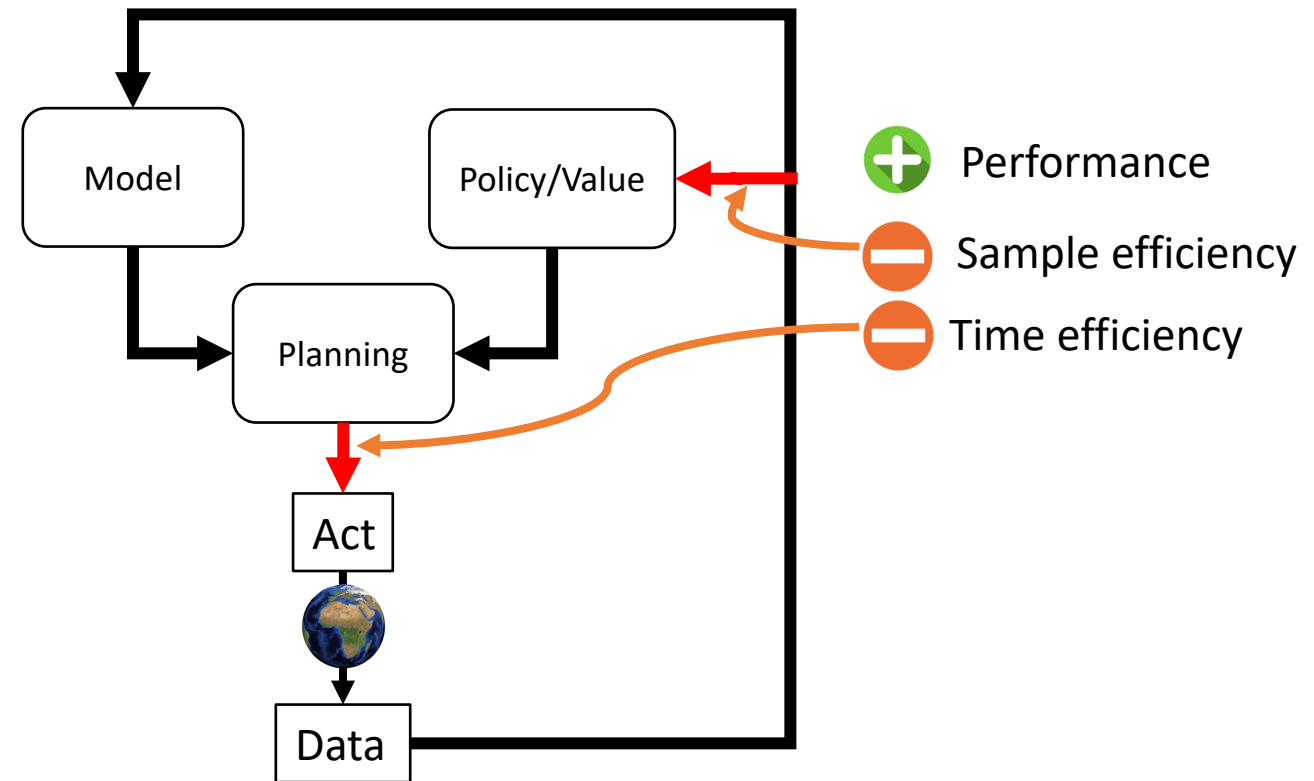 Model
Policy/Value
Performance
Sample efficiency
Time efficiency
Planning
Act
Data